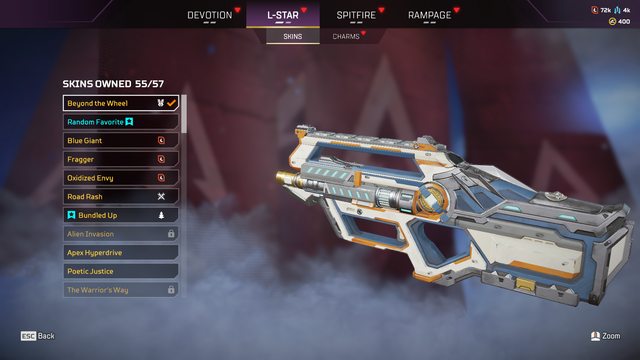 DEVOTION
L-STAR
SPITFIRE
RAMPAGE
72k
4k
400
SKINS
CHARMS
SKINS OWNED 55/57
Beyond the Wheel
Random Favorite
Blue Giant
Fragger
Oxidized Envy
Road Rash
Bundled Up
Alien Invasion
Apex Hyperdrive
Poetic Justice
The Warrior's Way
ESC Back
Zoom